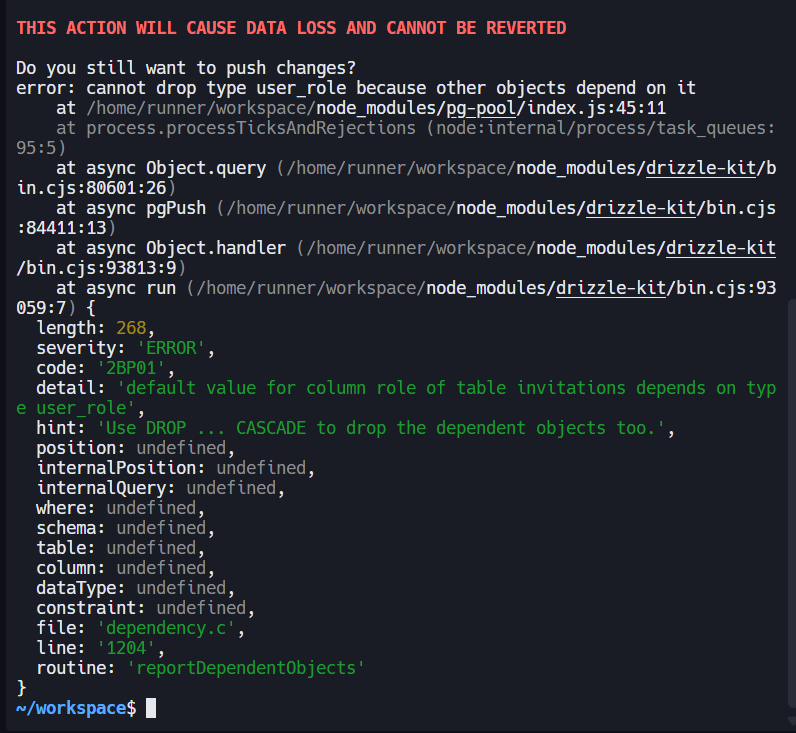 THIS ACTION WILL CAUSE DATA LOSS AND CANNOT BE REVERTED
Do you still want to push changes?
error: cannot drop type user_role because other objects depend on it
    at /home/runner/workspace/node_modules/pg-pool/index.js:45:11
    at process.processTicksAndRejections (node:internal/process/task_queues:
95:5)
    at async Object.query (/home/runner/workspace/node_modules/drizzle-kit/b
in.cjs:80601:26)
    at async pgPush (/home/runner/workspace/node_modules/drizzle-kit/bin.cjs
:84411:13)
    at async Object.handler (/home/runner/workspace/node_modules/drizzle-kit
/bin.cjs:93813:9)
    at async run (/home/runner/workspace/node_modules/drizzle-kit/bin.cjs:93
059:7) {
  length: 268,
  severity: 'ERROR',
  code: '2BP01',
  detail: 'default value for column role of table invitations depends on typ
e user_role',
  hint: 'Use DROP ... CASCADE to drop the dependent objects too.',
  position: undefined,
  internalPosition: undefined,
  internalQuery: undefined,
  where: undefined,
  schema: undefined,
  table: undefined,
  column: undefined,
  dataType: undefined,
  constraint: undefined,
  file: 'dependency.c',
  line: '1204',
  routine: 'reportDependentObjects'
}
~/workspace$